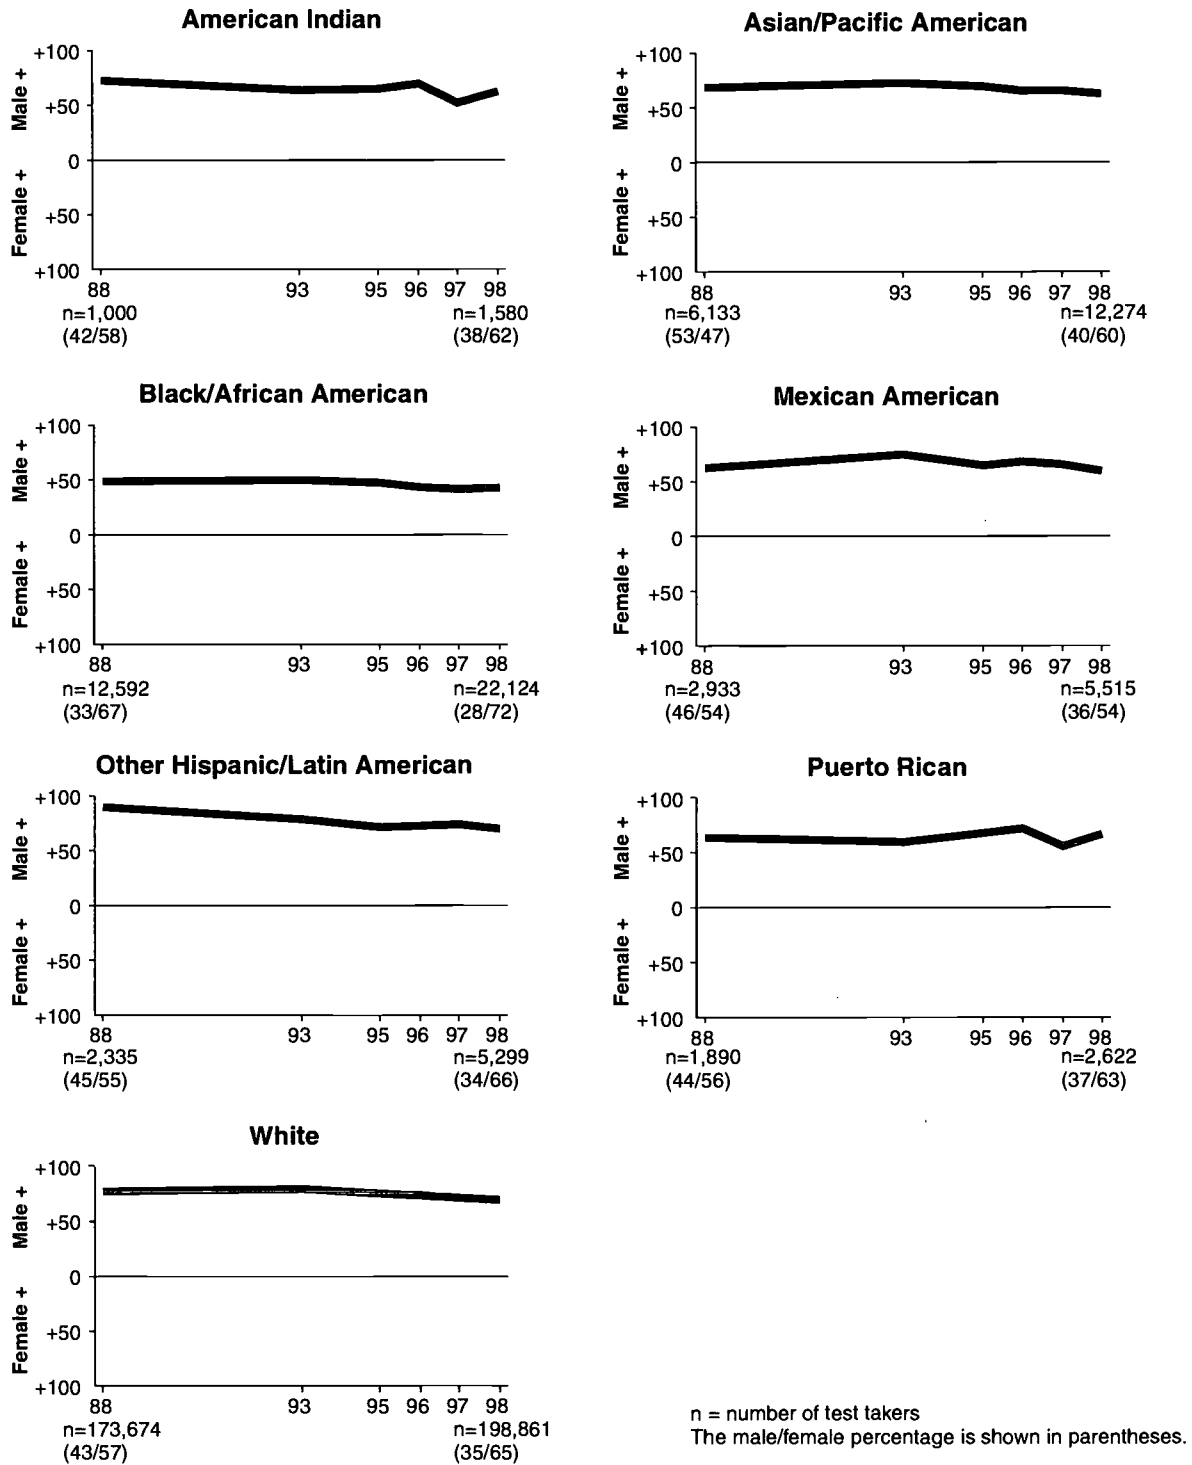 American Indian
+100
Male +
+50
0
Female +
+50
+100
88 93 95 96 97 98
n=1,000 n=1,580
(42/58) (38/62)
Asian/Pacific American
+100
Male +
+50
0
Female +
+50
+100
88 93 95 96 97 98
n=6,133 n=12,274
(53/47) (40/60)
Black/African American
+100
Male +
+50
0
Female +
+50
+100
88 93 95 96 97 98
n=12,592 n=22,124
(33/67) (28/72)
Mexican American
+100
Male +
+50
0
Female +
+50
+100
88 93 95 96 97 98
n=2,933 n=5,515
(46/54) (36/54)
Other Hispanic/Latin American
+100
Male +
+50
0
Female +
+50
+100
88 93 95 96 97 98
n=2,335 n=5,299
(45/55) (34/66)
Puerto Rican
+100
Male +
+50
0
Female +
+50
+100
88 93 95 96 97 98
n=1,890 n=2,622
(44/56) (37/63)
White
+100
Male +
+50
0
Female +
+50
+100
88 93 95 96 97 98
n=173,674 n=198,861
(43/57) (35/65)
n = number of test takers
The male/female percentage is shown in parentheses.